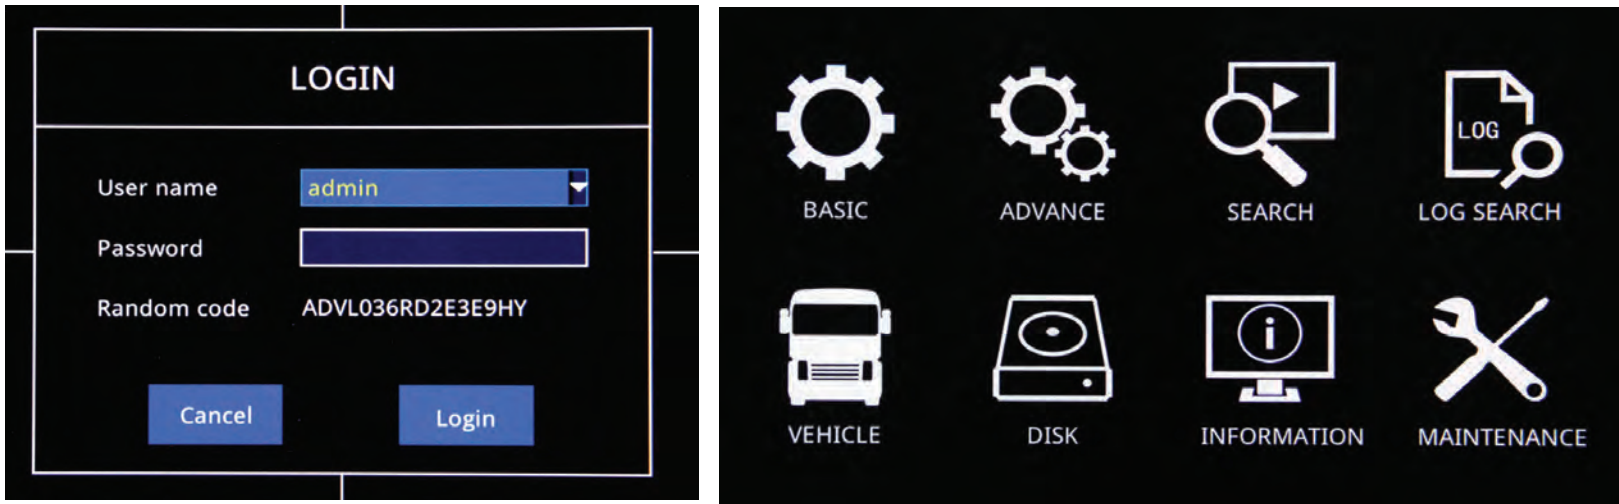 LOGIN
User name admin
Password
Random code ADVL036RD2E3E9HY
Cancel Login
BASIC ADVANCE SEARCH LOG LOG SEARCH
VEHICLE DISK INFORMATION MAINTENANCE